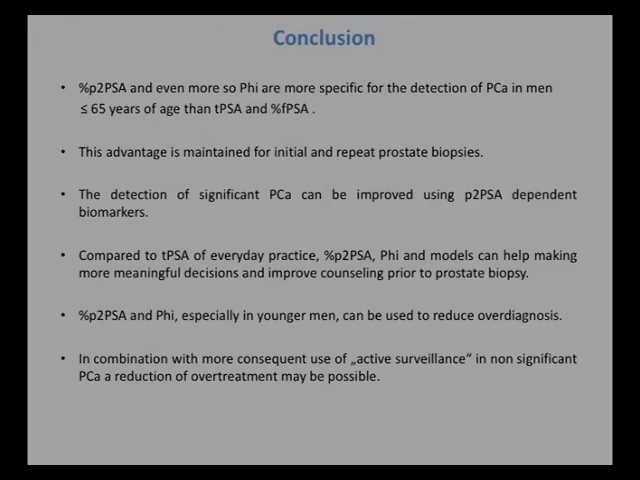 Conclusion
• %p2PSA and even more so Phi are more specific for the detection of PCa in men
≤ 65 years of age than tPSA and %fPSA .
• This advantage is maintained for initial and repeat prostate biopsies.
• The detection of significant PCa can be improved using p2PSA dependent
biomarkers.
• Compared to tPSA of everyday practice, %p2PSA, Phi and models can help making
more meaningful decisions and improve counseling prior to prostate biopsy.
• %p2PSA and Phi, especially in younger men, can be used to reduce overdiagnosis.
• In combination with more consequent use of „active surveillance“ in non significant
PCa a reduction of overtreatment may be possible.